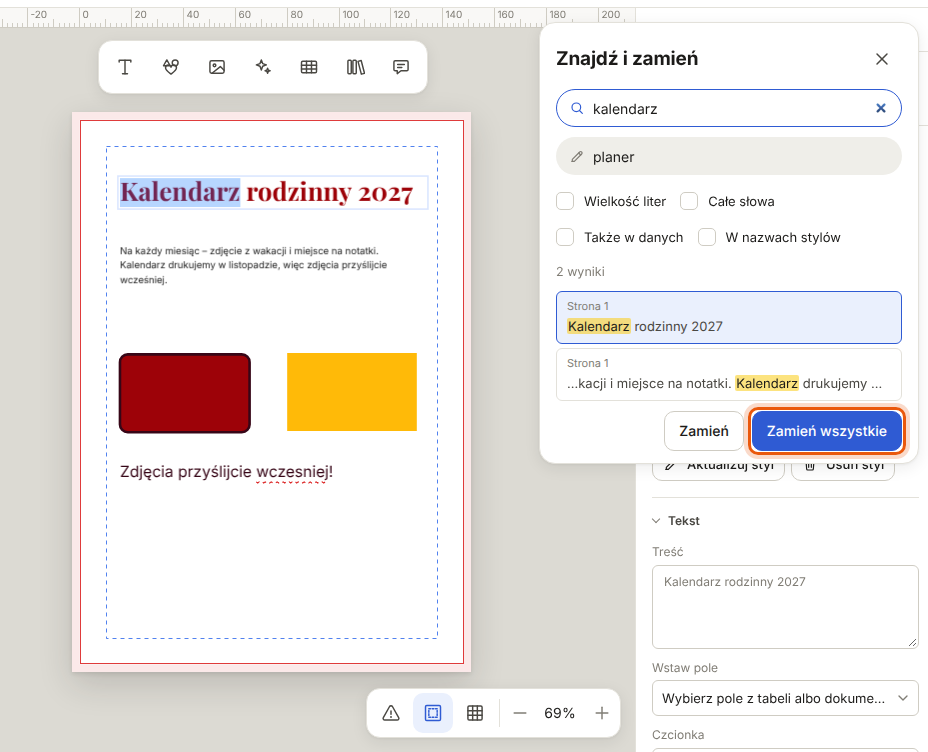 -20 0 20 40 60 80 100 120 140 160 180 200
Znajdź i zamień
kalendarz
planer
Wielkość liter
Całe słowa
Także w danych
W nazwach stylów
2 wyniki
Strona 1
Kalendarz rodzinny 2027
Strona 1
...kacji i miejsce na notatki. Kalendarz drukujemy ...
Zamień
Zamień wszystkie
Kalendarz rodzinny 2027
Na każdy miesiąc – zdjęcie z wakacji i miejsce na notatki.
Kalendarz drukujemy w listopadzie, więc zdjęcia przyślijcie
wcześniej.
Zdjęcia przyślijcie wczesniej!
Aktualizuj styl
Usuń styl
Tekst
Treść
Kalendarz rodzinny 2027
Wstaw pole
Wybierz pole z tabeli albo dokume...
Czcionka
69%